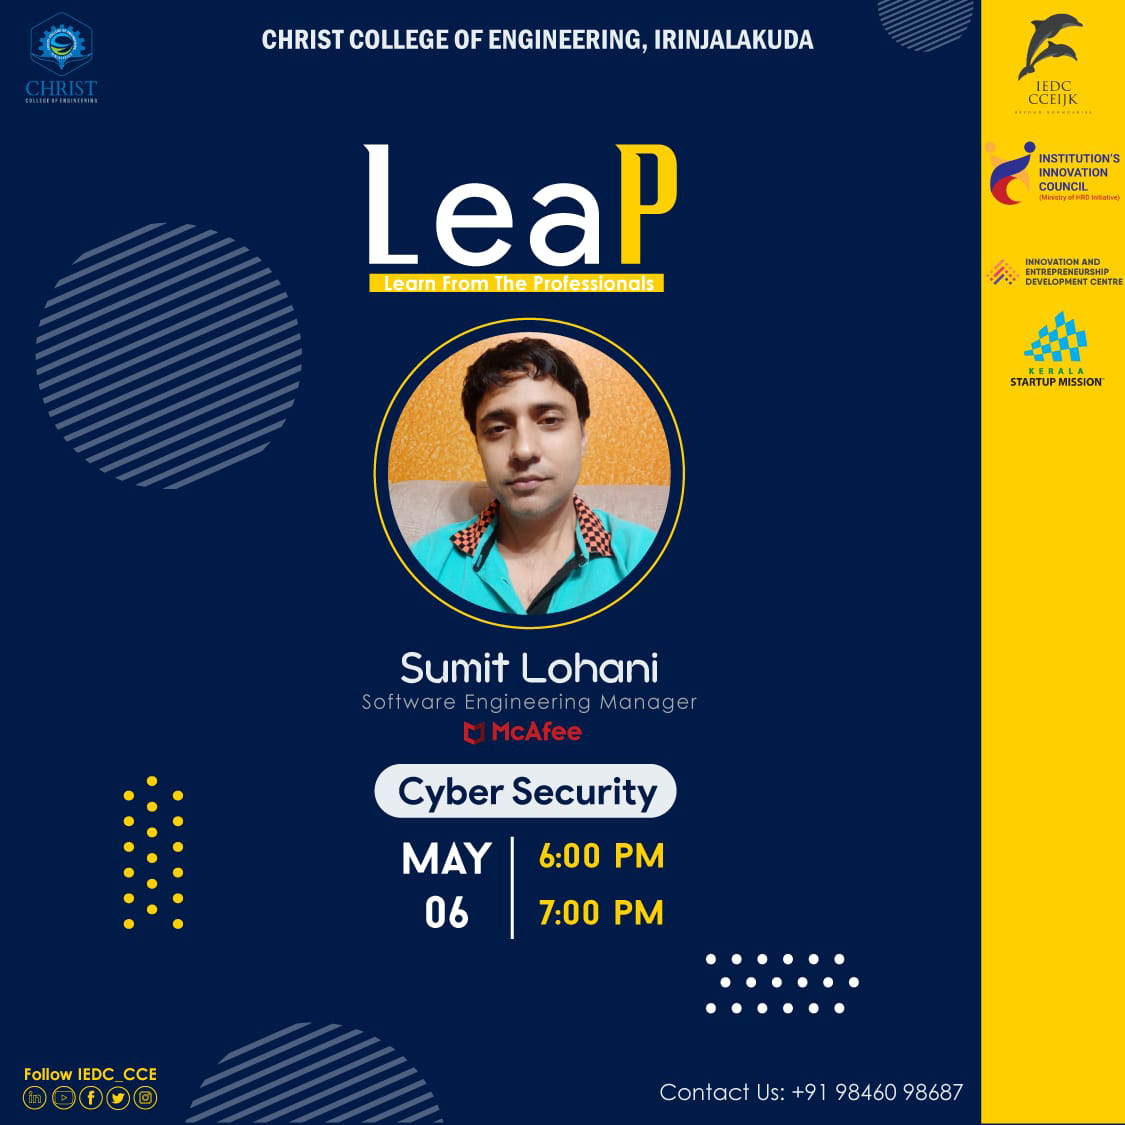 CHRIST COLLEGE OF ENGINEERING, IRINJALAKUDA
CHRIST
COLLEGE OF ENGINEERING
IEDC
CCEIJK
BEYOND BOUNDARIES
INSTITUTION'S
INNOVATION
COUNCIL
(Ministry of HRD Initiative)
INNOVATION AND
ENTREPRENEURSHIP
DEVELOPMENT CENTRE
KERALA
STARTUP MISSION
LeaP
Learn From The Professionals
Sumit Lohani
Software Engineering Manager
McAfee
Cyber Security
MAY
06
6:00 PM
7:00 PM
Follow IEDC_CCE
Contact Us: +91 98460 98687